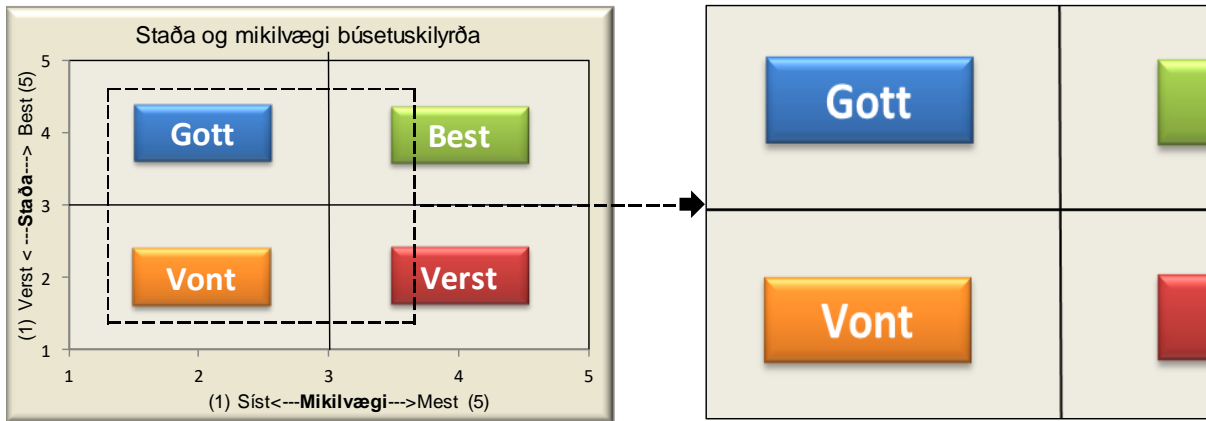 Staða og mikilvægi búsetuskilyrða
(1) Verst < ---Staða---> Best (5)
5
4
3
2
1
Gott
Best
Vont
Verst
1 2 3 4 5
(1) Síst<---Mikilvægi--->Mest (5)
Gott
Vont